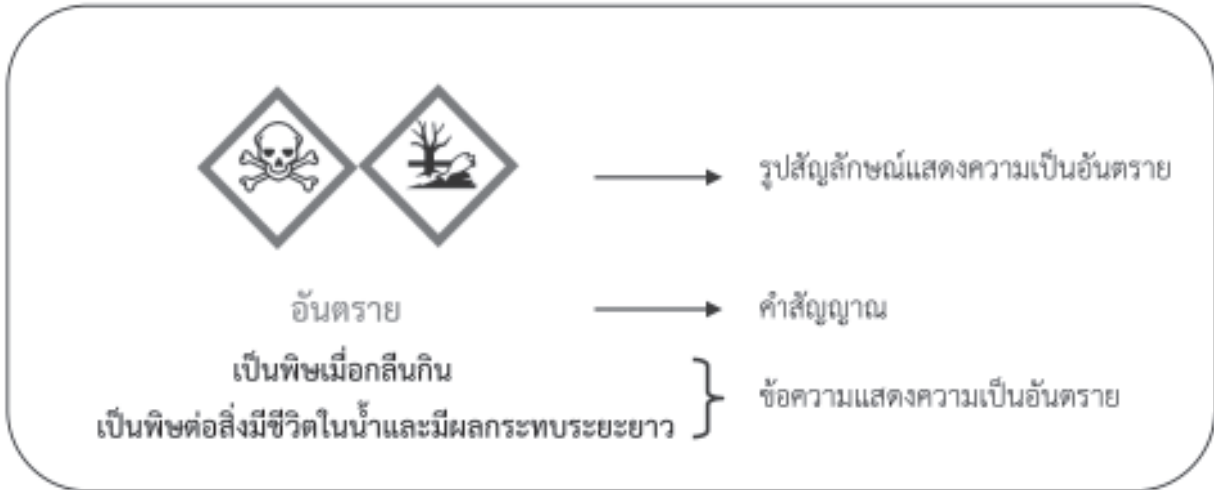 รูปสัญลักษณ์แสดงความเป็นอันตราย
อันตราย
คำสัญญาณ
เป็นพิษเมื่อกลืนกิน
เป็นพิษต่อสิ่งมีชีวิตในน้ำและมีผลกระทบระยะยาว
ข้อความแสดงความเป็นอันตราย